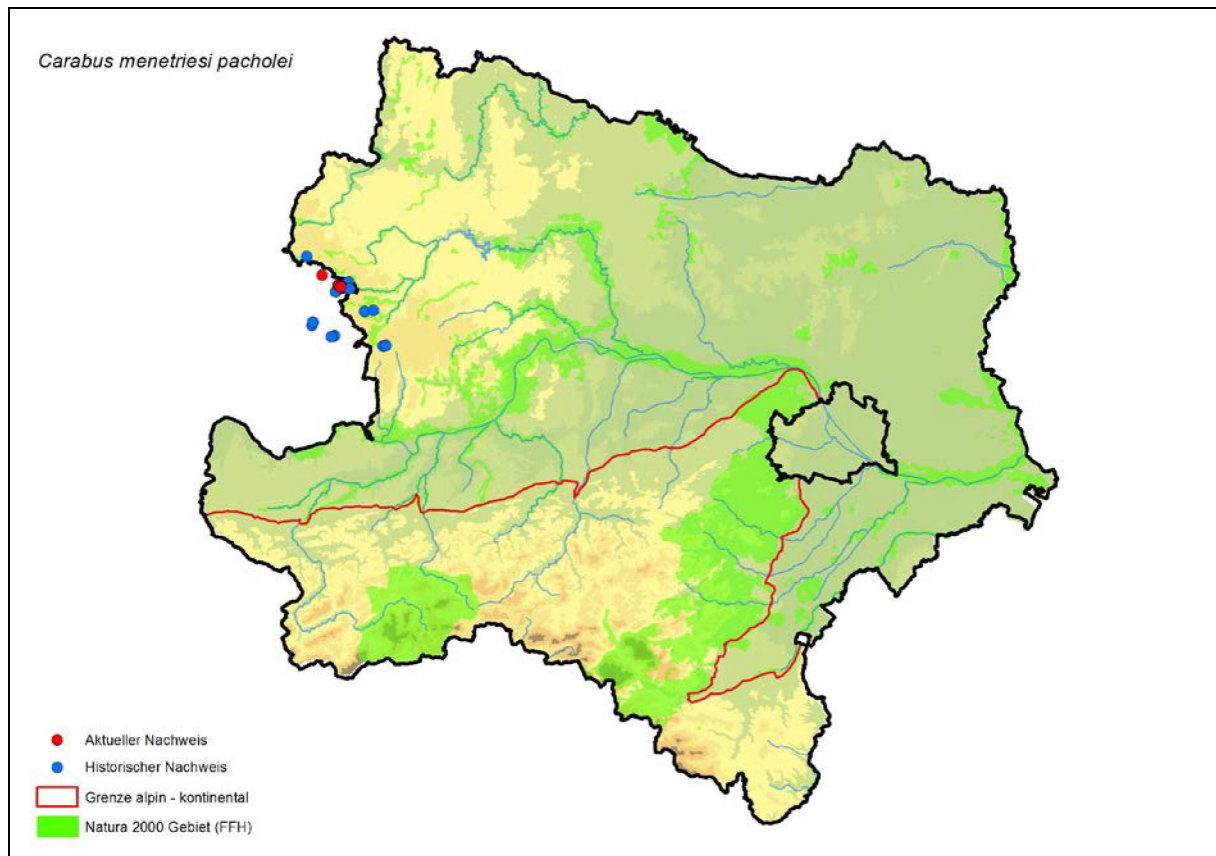 Carabus menetriesi pacholei
Aktueller Nachweis
Historischer Nachweis
Grenze alpin - kontinental
Natura 2000 Gebiet (FFH)